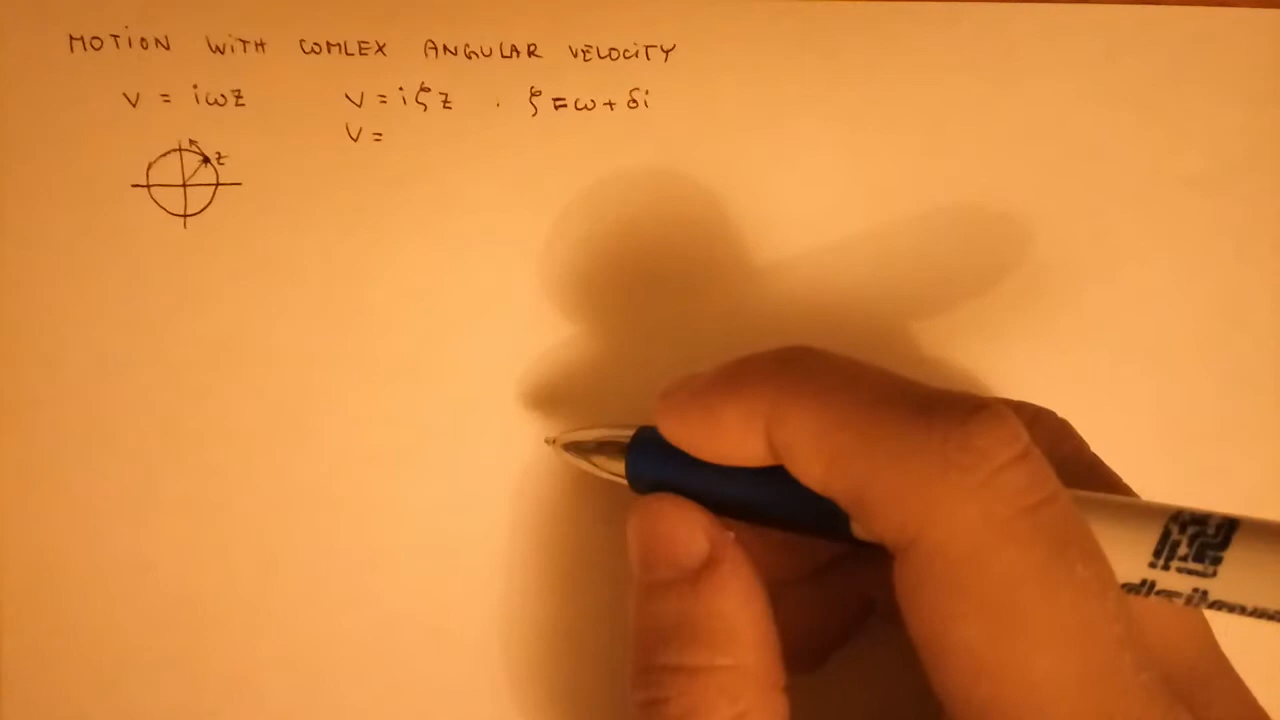 MOTION WITH COMLEX ANGULAR VELOCITY
v = iωz v = iζz . ζ = ω + δi
v =
z